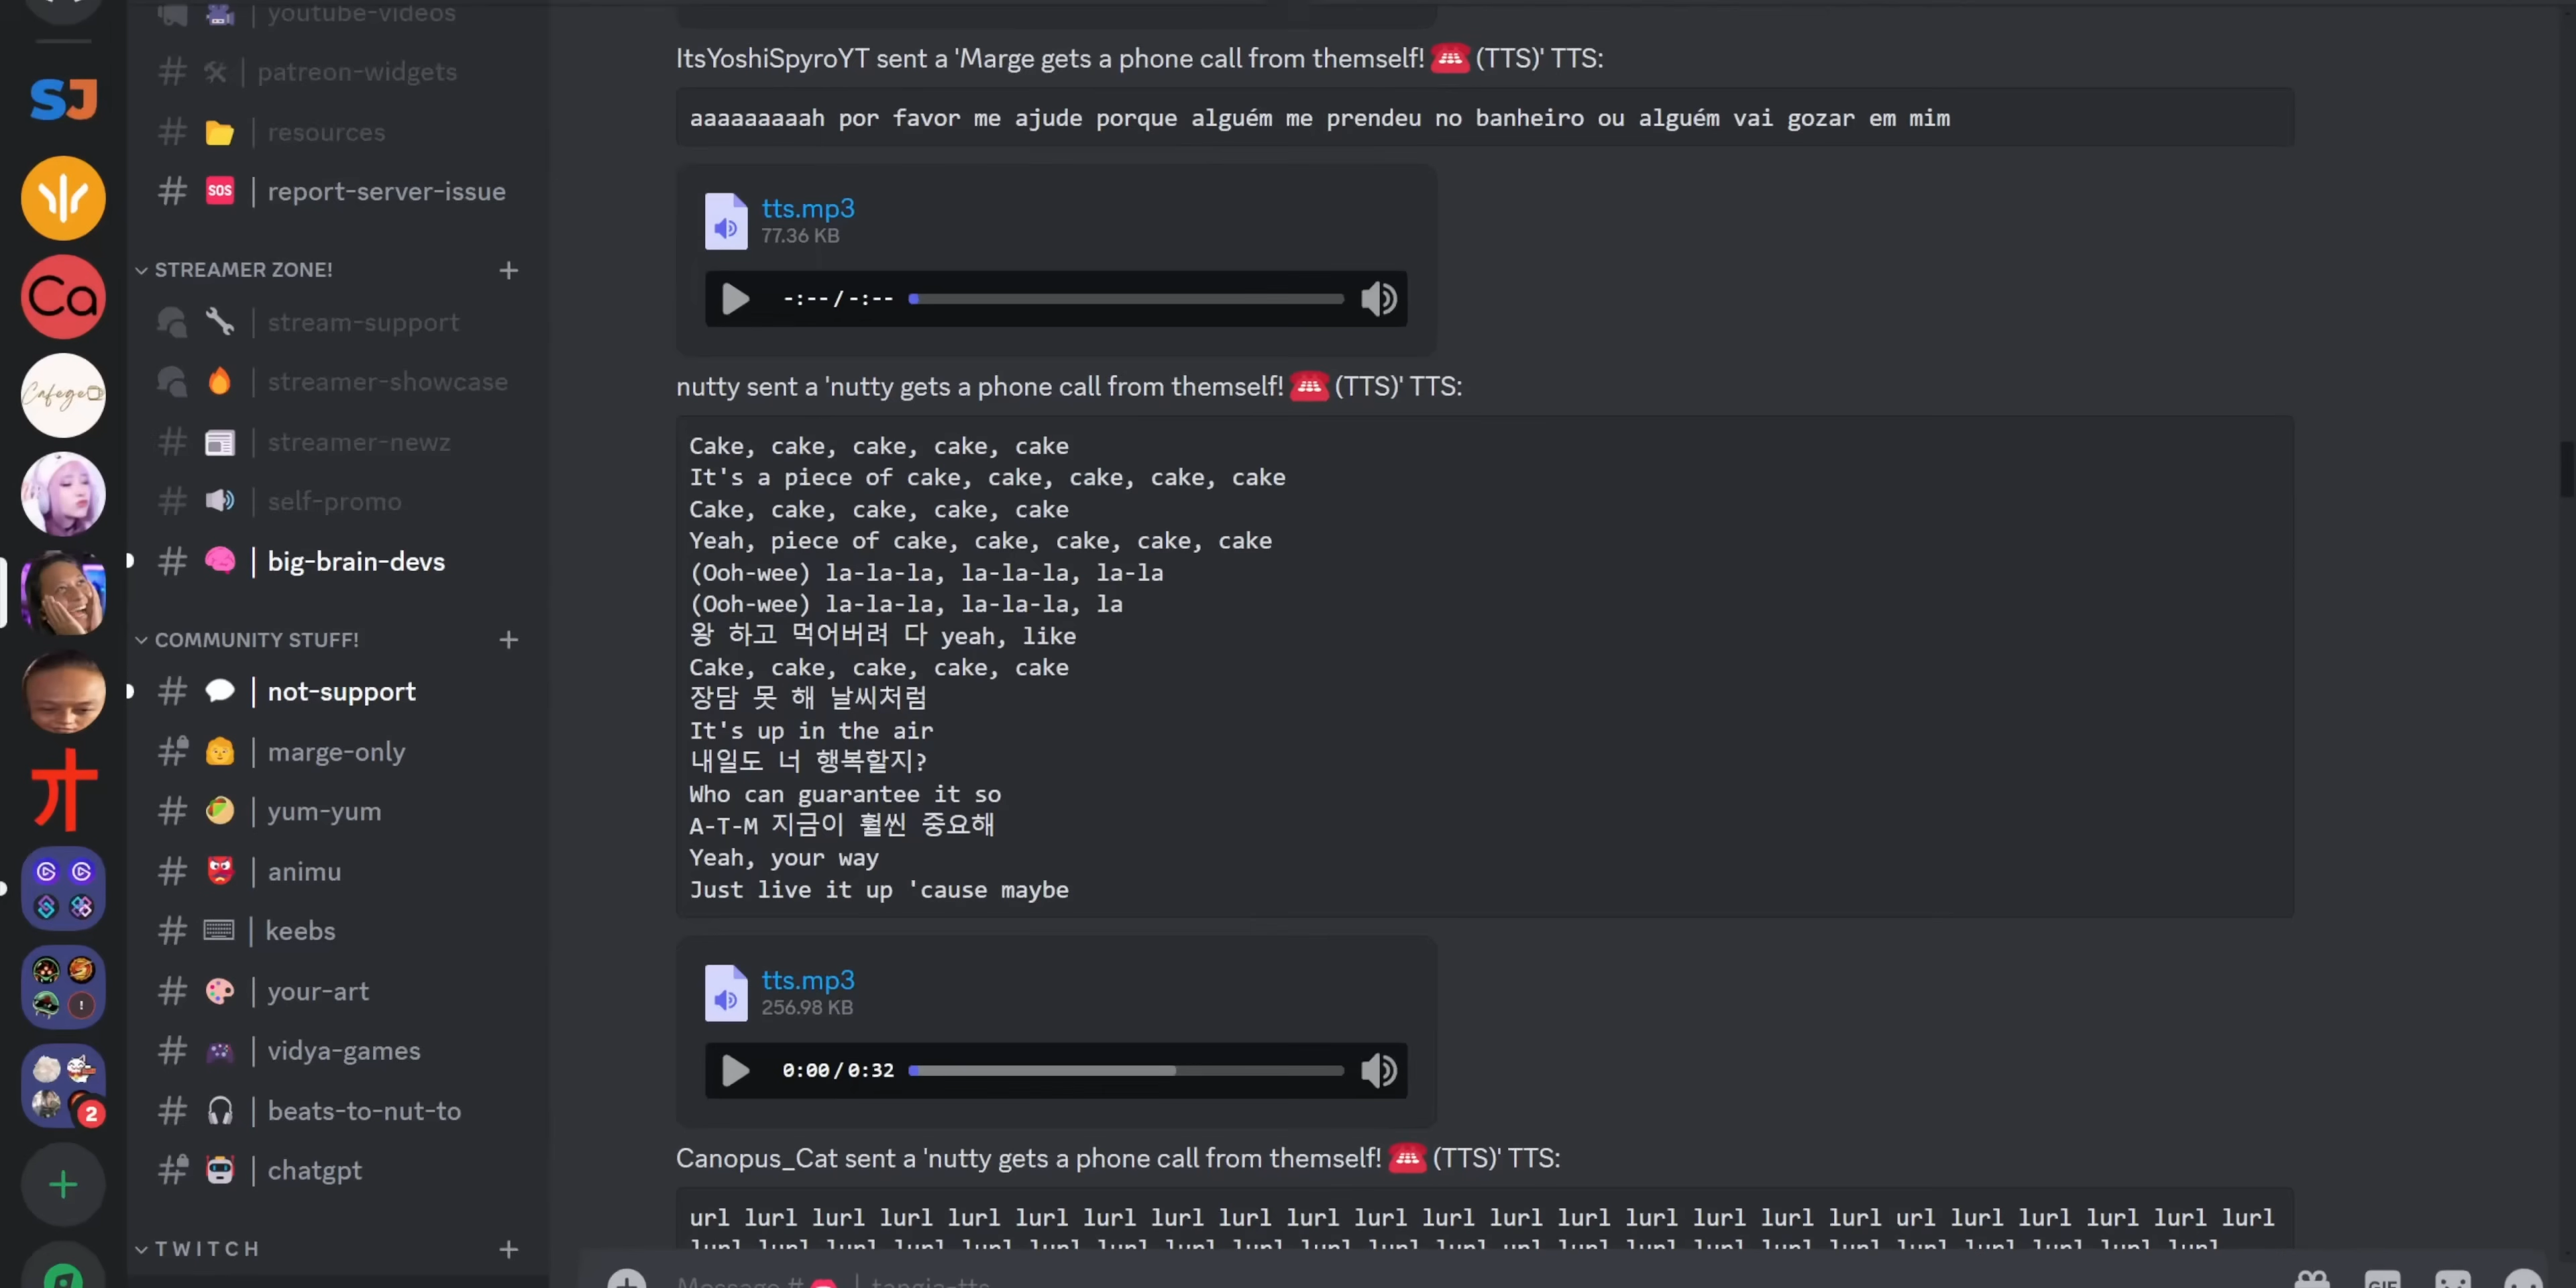 SJ
Ca
Cafege
2
youtube-videos
patreon-widgets
resources
SOS
report-server-issue
STREAMER ZONE!
stream-support
streamer-showcase
streamer-newz
self-promo
big-brain-devs
COMMUNITY STUFF!
not-support
marge-only
yum-yum
animu
keebs
your-art
vidya-games
beats-to-nut-to
chatgpt
TWITCH
ItsYoshiSpyroYT sent a 'Marge gets a phone call from themself! (TTS)' TTS:
aaaaaaaaah por favor me ajude porque alguém me prendeu no banheiro ou alguém vai gozar em mim
tts.mp3
77.36 KB
-:-- / -:--
nutty sent a 'nutty gets a phone call from themself! (TTS)' TTS:
Cake, cake, cake, cake, cake
It's a piece of cake, cake, cake, cake, cake
Cake, cake, cake, cake, cake
Yeah, piece of cake, cake, cake, cake, cake
(Ooh-wee) la-la-la, la-la-la, la-la
(Ooh-wee) la-la-la, la-la-la, la
왕 하고 먹어버려 다 yeah, like
Cake, cake, cake, cake, cake
장담 못 해 날씨처럼
It's up in the air
내일도 너 행복할지?
Who can guarantee it so
A-T-M 지금이 훨씬 중요해
Yeah, your way
Just live it up 'cause maybe
tts.mp3
256.98 KB
0:00 / 0:32
Canopus_Cat sent a 'nutty gets a phone call from themself! (TTS)' TTS:
url lurl lurl lurl lurl lurl lurl lurl lurl lurl lurl lurl lurl lurl lurl lurl lurl lurl url lurl lurl lurl lurl lurl
Message # | tangia-tts
GIF